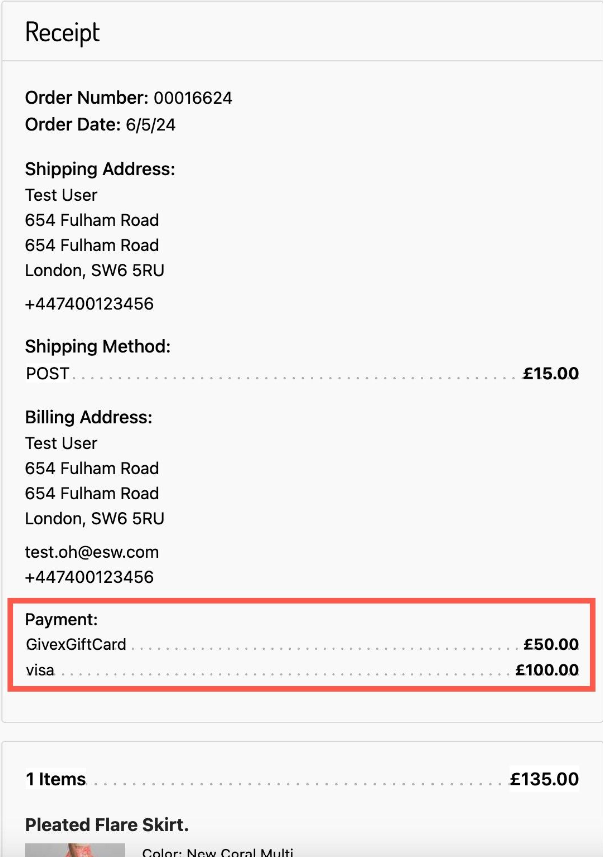 Receipt
Order Number: 00016624
Order Date: 6/5/24
Shipping Address:
Test User
654 Fulham Road
654 Fulham Road
London, SW6 5RU
+447400123456
Shipping Method:
POST £15.00
Billing Address:
Test User
654 Fulham Road
654 Fulham Road
London, SW6 5RU
test.oh@esw.com
+447400123456
Payment:
GivexGiftCard £50.00
visa £100.00
1 Items £135.00
Pleated Flare Skirt.
Color: New Coral Multi